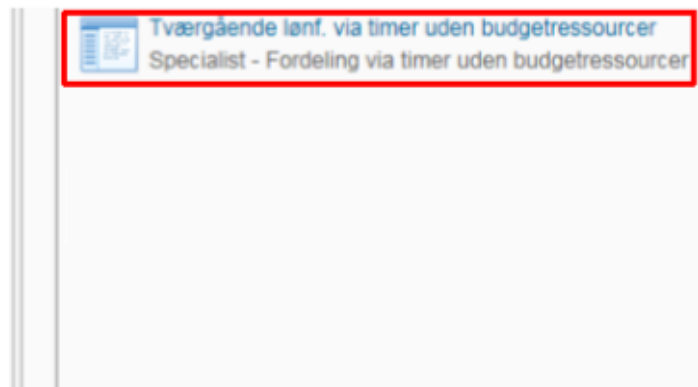 Tværgående lønf. via timer uden budgetressourcer
Specialist - Fordeling via timer uden budgetressourcer